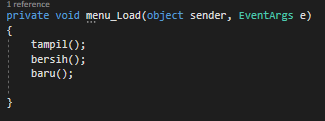 1 reference
private void menu_Load(object sender, EventArgs e)
{
tampil();
bersih();
baru();
}